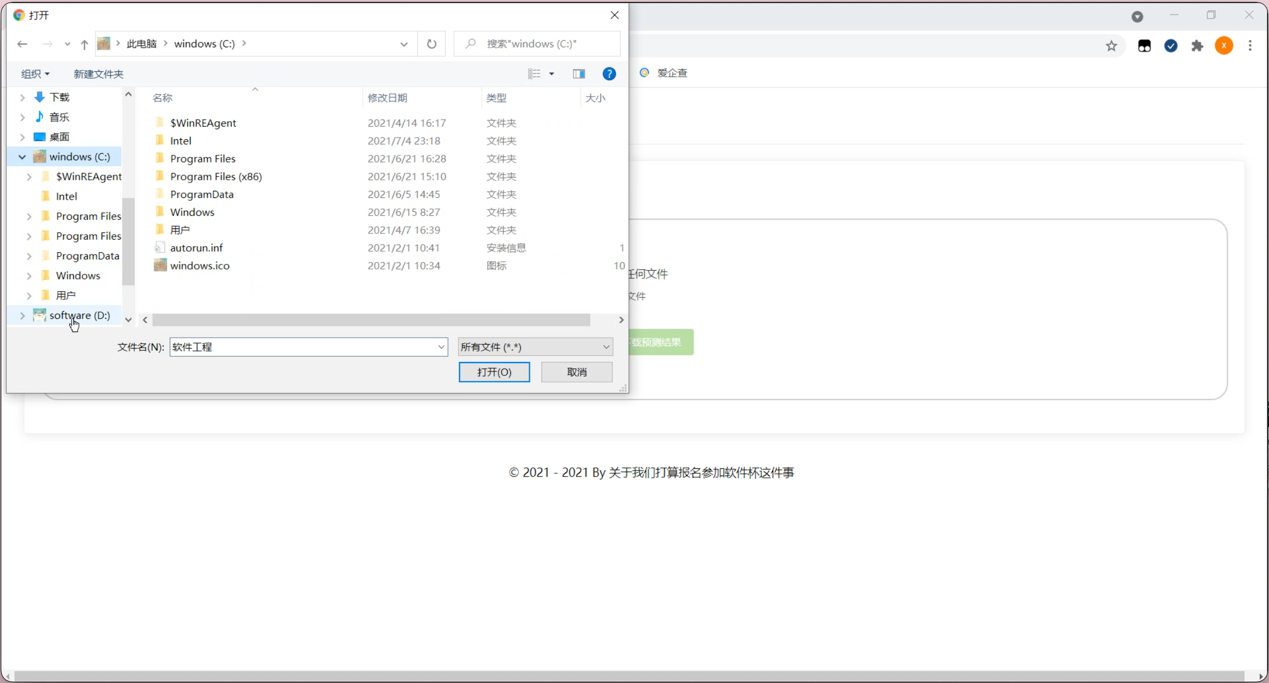 打开
此电脑 windows (C:)
搜索"windows (C:)"
组织 新建文件夹
爱企查
下载
音乐
桌面
windows (C:)
$WinREAgent
Intel
Program Files
Program Files
ProgramData
Windows
用户
software (D:)
名称 修改日期 类型 大小
$WinREAgent 2021/4/14 16:17 文件夹
Intel 2021/7/4 23:18 文件夹
Program Files 2021/6/21 16:28 文件夹
Program Files (x86) 2021/6/21 15:10 文件夹
ProgramData 2021/6/5 14:45 文件夹
Windows 2021/6/15 8:27 文件夹
用户 2021/4/7 16:39 文件夹
autorun.inf 2021/2/1 10:41 安装信息 1
windows.ico 2021/2/1 10:34 图标 10
任何文件
文件
下载预测结果
文件名(N): 软件工程 所有文件 (*.*)
打开(O) 取消
© 2021 - 2021 By 关于我们打算报名参加软件杯这件事